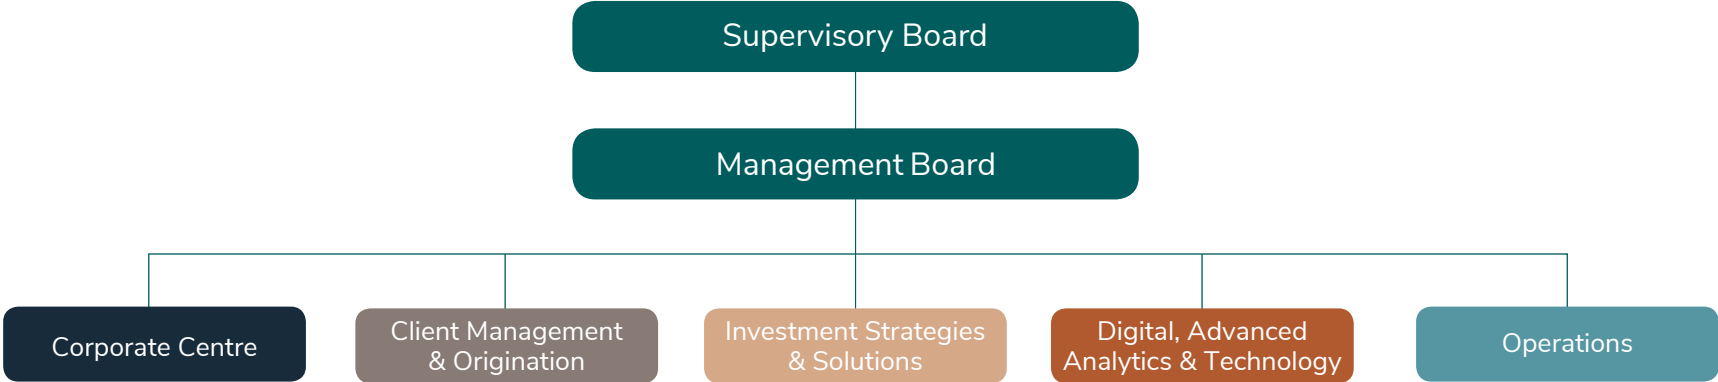 Supervisory Board
Management Board
Corporate Centre
Client Management
& Origination
Investment Strategies
& Solutions
Digital, Advanced
Analytics & Technology
Operations